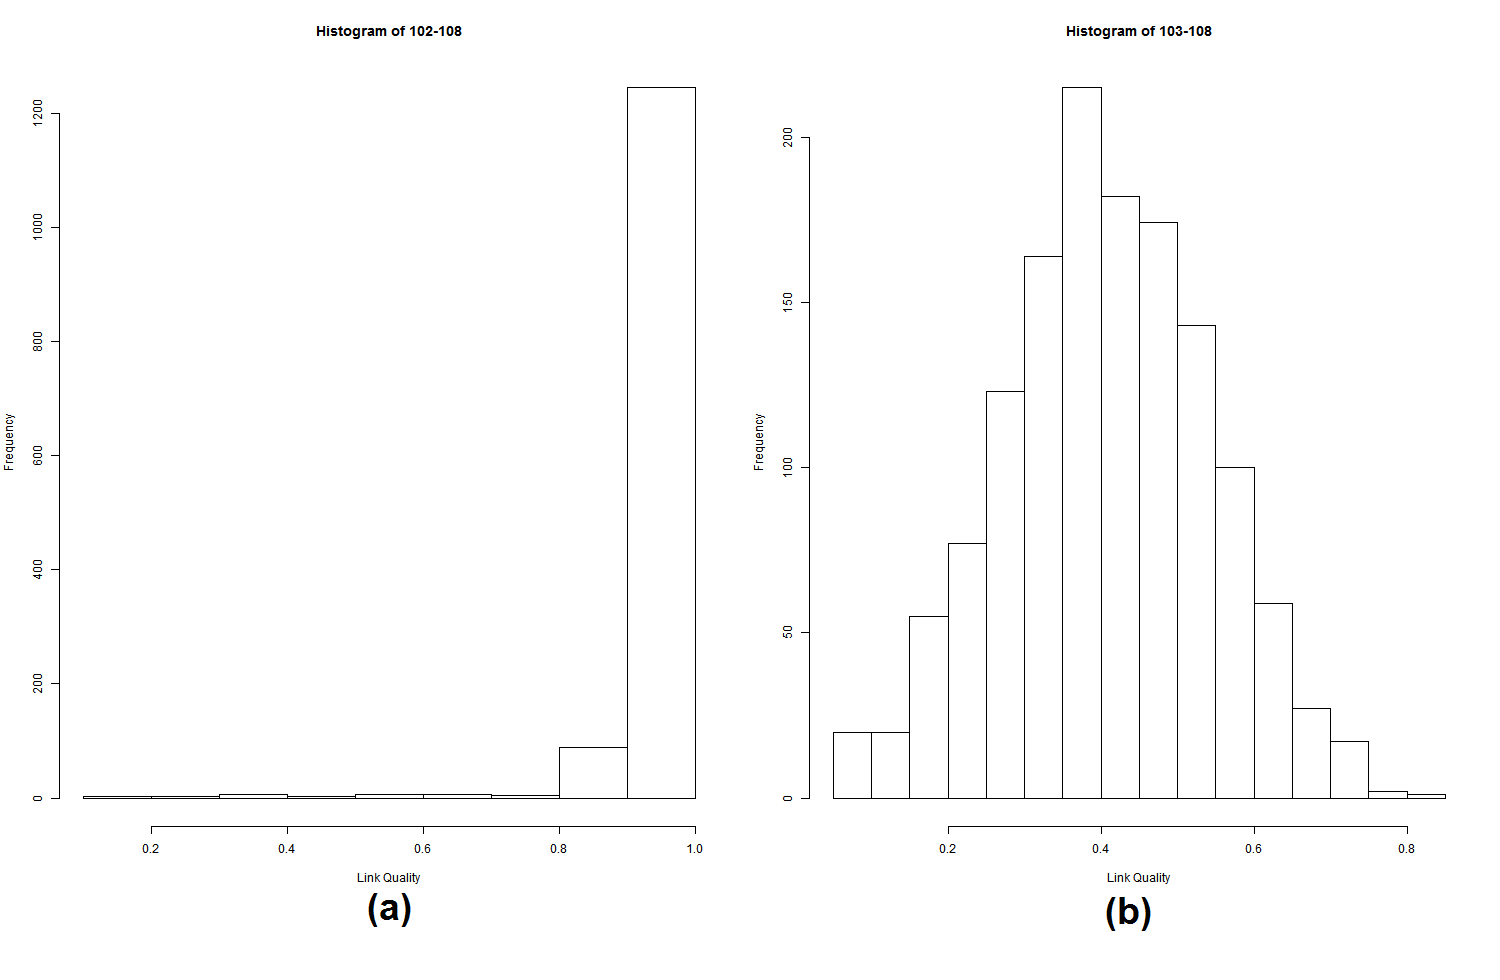 Histogram of 102-108
1200
1000
800
600
400
200
0
Frequency
0.2 0.4 0.6 0.8 1.0
Link Quality
(a)
Histogram of 103-108
200
150
100
50
0
Frequency
0.2 0.4 0.6 0.8
Link Quality
(b)